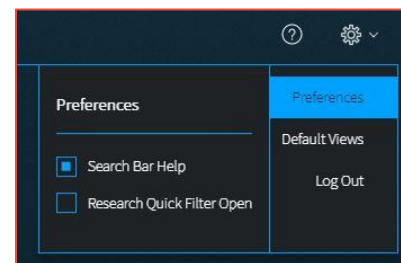 ?
Preferences
Search Bar Help
Research Quick Filter Open
Preferences
Default Views
Log Out